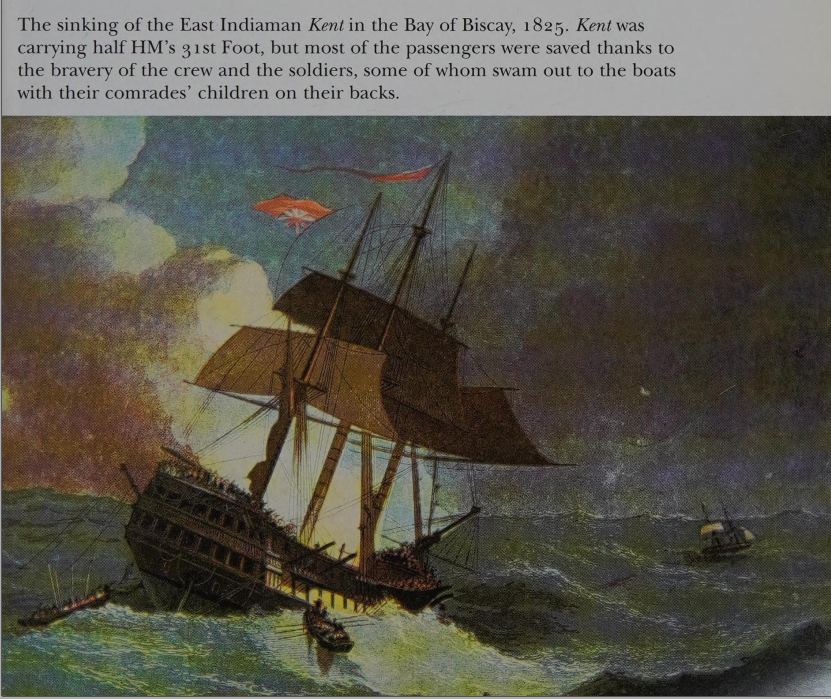 The sinking of the East Indiaman Kent in the Bay of Biscay, 1825. Kent was
carrying half HM’s 31st Foot, but most of the passengers were saved thanks to
the bravery of the crew and the soldiers, some of whom swam out to the boats
with their comrades’ children on their backs.